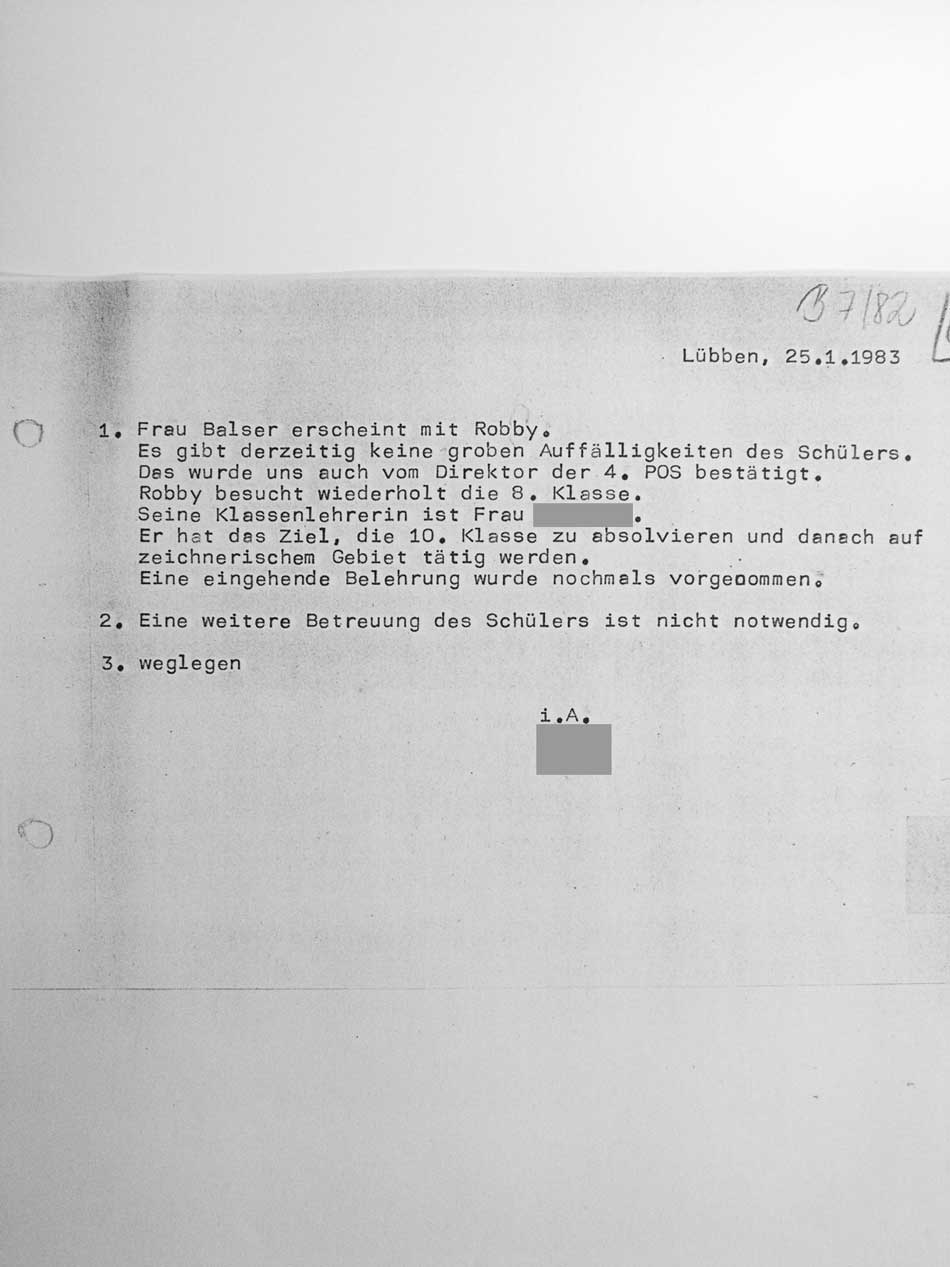 B 7/82
Lübben, 25.1.1983
1. Frau Balser erscheint mit Robby.
Es gibt derzeitig keine groben Auffälligkeiten des Schülers.
Das wurde uns auch vom Direktor der 4. POS bestätigt.
Robby besucht wiederholt die 8. Klasse.
Seine Klassenlehrerin ist Frau .
Er hat das Ziel, die 10. Klasse zu absolvieren und danach auf
zeichnerischem Gebiet tätig werden.
Eine eingehende Belehrung wurde nochmals vorgenommen.
2. Eine weitere Betreuung des Schülers ist nicht notwendig.
3. weglegen
i.A.